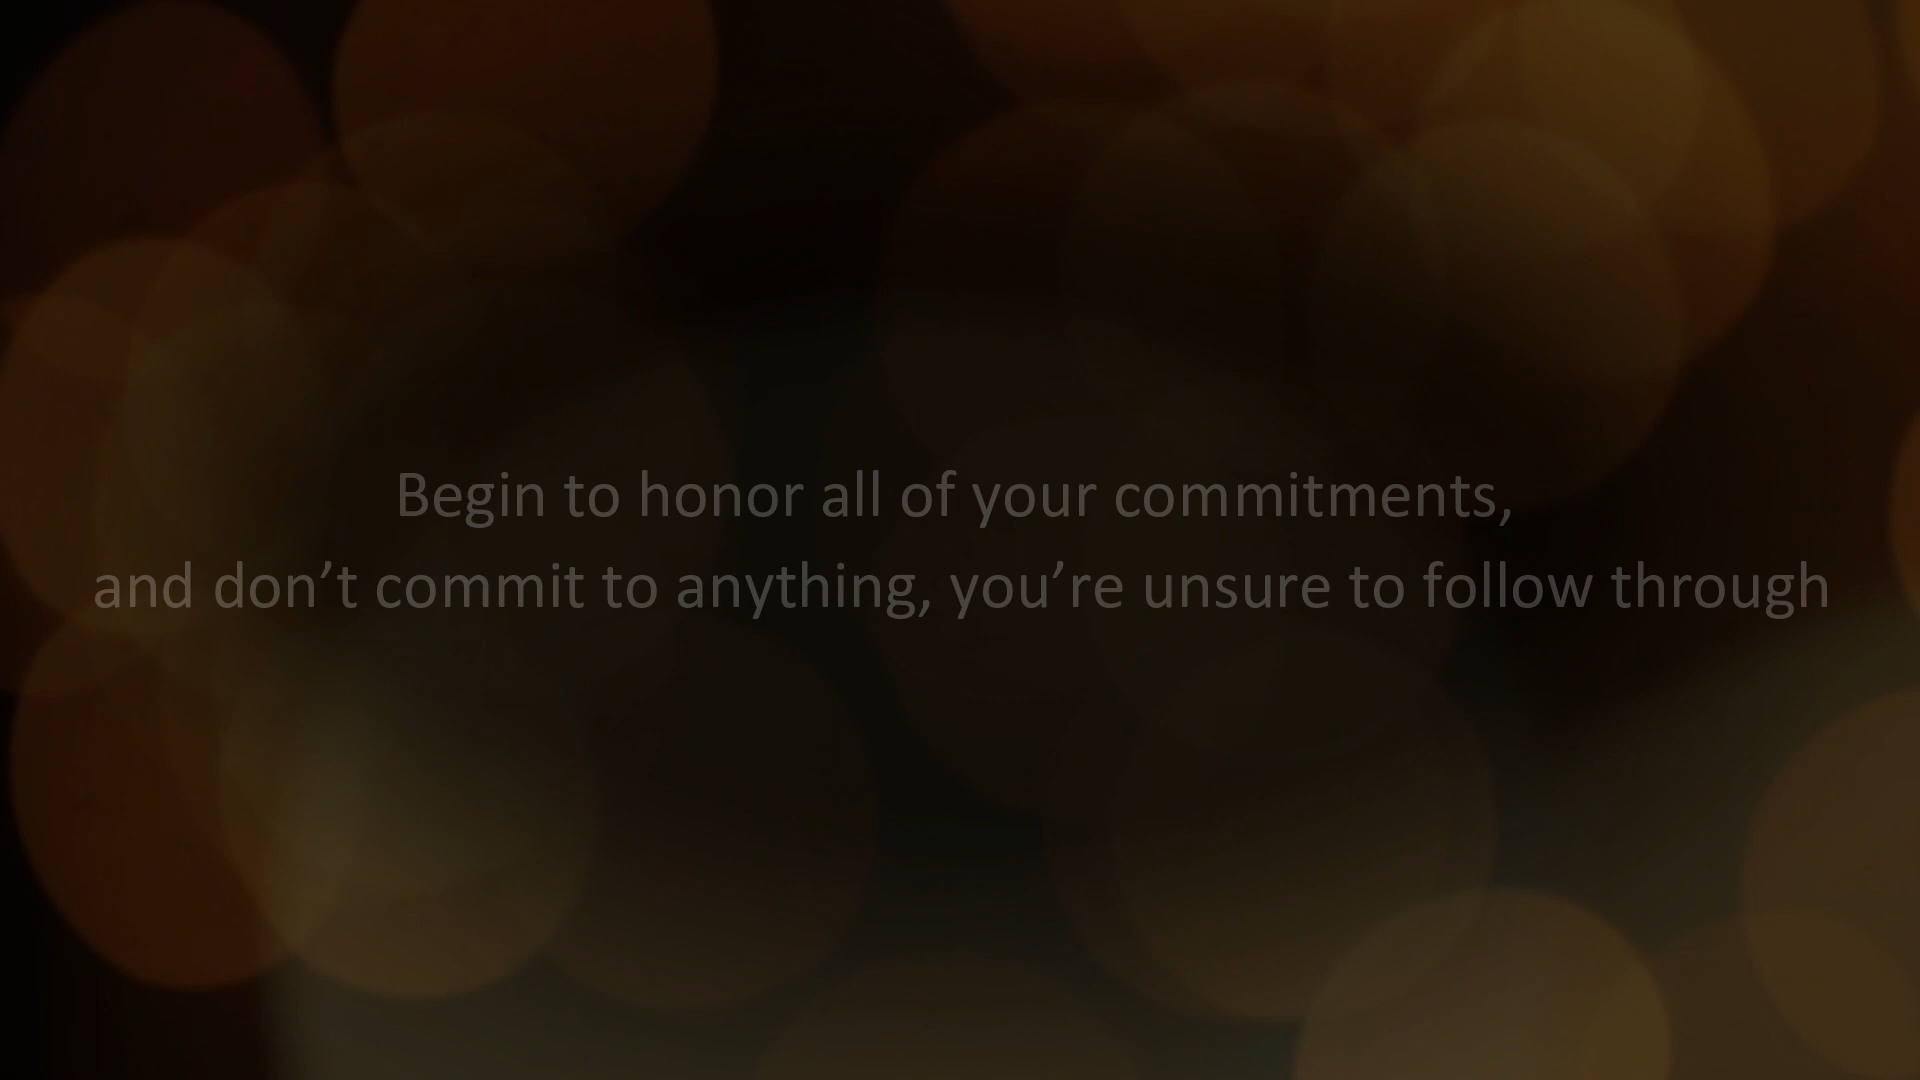 Begin to honor all of your commitments,
and don’t commit to anything, you’re unsure to follow through